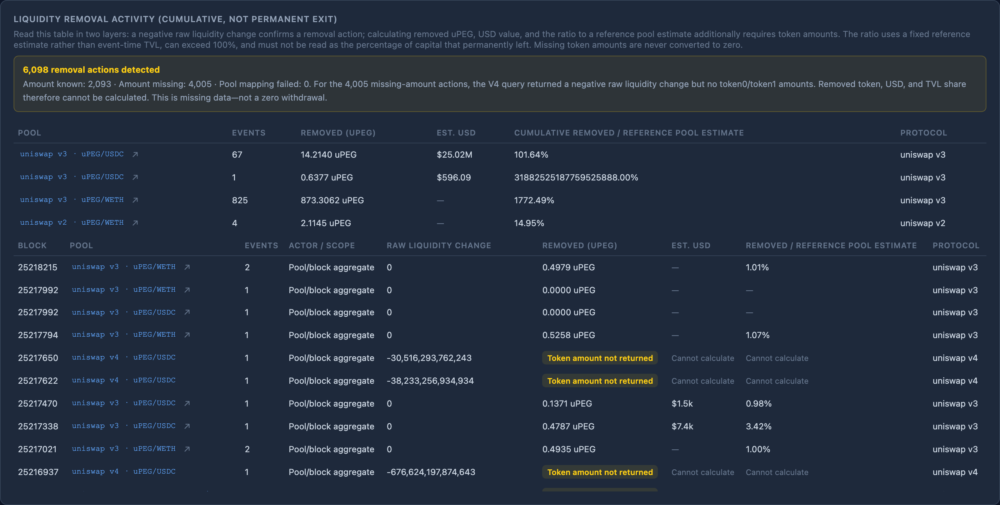 LIQUIDITY REMOVAL ACTIVITY (CUMULATIVE, NOT PERMANENT EXIT)
Read this table in two layers: a negative raw liquidity change confirms a removal action; calculating removed uPEG, USD value, and the ratio to a reference pool estimate additionally requires token amounts. The ratio uses a fixed reference
estimate rather than event-time TVL, can exceed 100%, and must not be read as the percentage of capital that permanently left. Missing token amounts are never converted to zero.
6,098 removal actions detected
Amount known: 2,093 · Amount missing: 4,005 · Pool mapping failed: 0. For the 4,005 missing-amount actions, the V4 query returned a negative raw liquidity change but no token0/token1 amounts. Removed token, USD, and TVL share
therefore cannot be calculated. This is missing data—not a zero withdrawal.
POOL EVENTS REMOVED (UPEG) EST. USD CUMULATIVE REMOVED / REFERENCE POOL ESTIMATE PROTOCOL
uniswap v3 · uPEG/USDC ↗ 67 14.2140 uPEG $25.02M 101.64% uniswap v3
uniswap v3 · uPEG/USDC ↗ 1 0.6377 uPEG $596.09 31882525187759525888.00% uniswap v3
uniswap v3 · uPEG/WETH ↗ 825 873.3062 uPEG — 1772.49% uniswap v3
uniswap v2 · uPEG/WETH ↗ 4 2.1145 uPEG — 14.95% uniswap v2
BLOCK POOL EVENTS ACTOR / SCOPE RAW LIQUIDITY CHANGE REMOVED (UPEG) EST. USD REMOVED / REFERENCE POOL ESTIMATE PROTOCOL
25218215 uniswap v3 · uPEG/WETH ↗ 2 Pool/block aggregate 0 0.4979 uPEG — 1.01% uniswap v3
25217992 uniswap v3 · uPEG/WETH ↗ 1 Pool/block aggregate 0 0.0000 uPEG — — uniswap v3
25217992 uniswap v3 · uPEG/USDC ↗ 1 Pool/block aggregate 0 0.0000 uPEG — — uniswap v3
25217794 uniswap v3 · uPEG/WETH ↗ 1 Pool/block aggregate 0 0.5258 uPEG — 1.07% uniswap v3
25217650 uniswap v4 · uPEG/USDC 1 Pool/block aggregate -30,516,293,762,243 Token amount not returned Cannot calculate Cannot calculate uniswap v4
25217622 uniswap v4 · uPEG/USDC 1 Pool/block aggregate -38,233,256,934,934 Token amount not returned Cannot calculate Cannot calculate uniswap v4
25217470 uniswap v3 · uPEG/USDC ↗ 1 Pool/block aggregate 0 0.1371 uPEG $1.5k 0.98% uniswap v3
25217338 uniswap v3 · uPEG/USDC ↗ 1 Pool/block aggregate 0 0.4787 uPEG $7.4k 3.42% uniswap v3
25217021 uniswap v3 · uPEG/WETH ↗ 2 Pool/block aggregate 0 0.4935 uPEG — 1.00% uniswap v3
25216937 uniswap v4 · uPEG/USDC 1 Pool/block aggregate -676,624,197,874,643 Token amount not returned Cannot calculate Cannot calculate uniswap v4